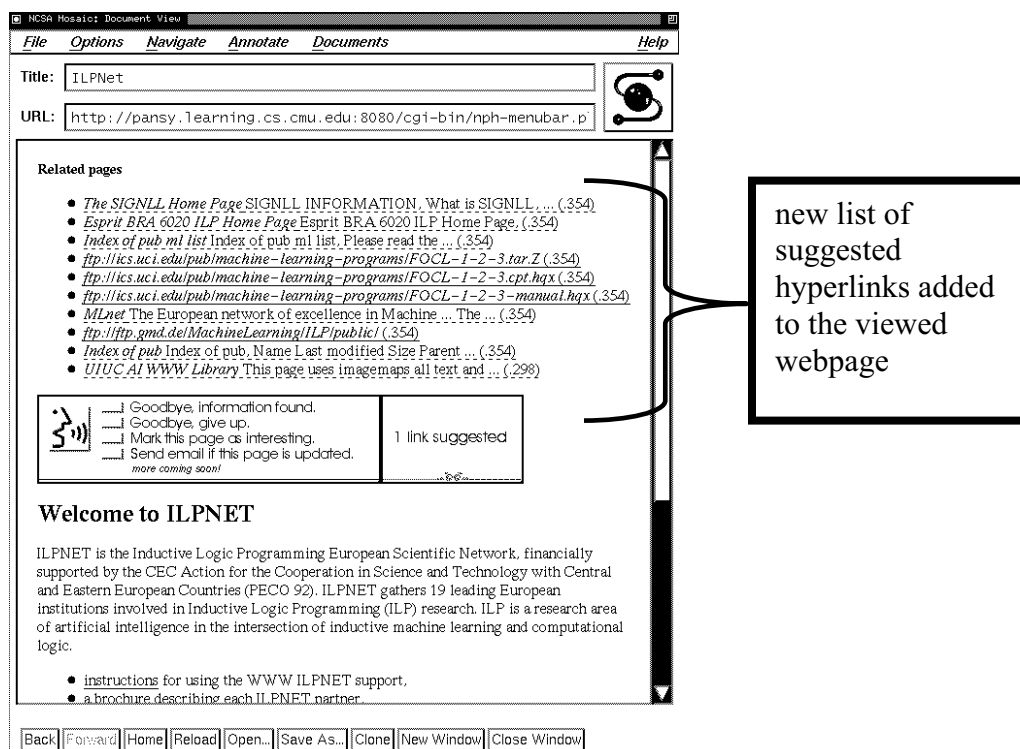 NCSA Mosaic: Document View
File Options Navigate Annotate Documents Help
Title: ILPNet
URL: http://pansy.learning.cs.cmu.edu:8080/cgi-bin/nph-menubar.p
Related pages
The SIGNLL Home Page SIGNLL INFORMATION, What is SIGNLL, ... (.354)
Esprit BRA 6020 ILP Home Page Esprit BRA 6020 ILP Home Page, (.354)
Index of pub ml list Index of pub ml list, Please read the ... (.354)
ftp://ics.uci.edu/pub/machine-learning-programs/FOCL-1-2-3.tar.Z (.354)
ftp://ics.uci.edu/pub/machine-learning-programs/FOCL-1-2-3.cpt.hqx (.354)
ftp://ics.uci.edu/pub/machine-learning-programs/FOCL-1-2-3-manual.hqx (.354)
MLnet The European network of excellence in Machine ... The ... (.354)
ftp://ftp.gmd.de/MachineLearning/ILP/public/ (.354)
Index of pub Index of pub, Name Last modified Size Parent ... (.354)
UIUC AI WWW Library This page uses imagemaps all text and ... (.298)
Goodbye, information found.
Goodbye, give up.
Mark this page as interesting.
Send email if this page is updated.
more coming soon!
1 link suggested
Welcome to ILPNET
ILPNET is the Inductive Logic Programming European Scientific Network, financially
supported by the CEC Action for the Cooperation in Science and Technology with Central
and Eastern European Countries (PECO 92). ILPNET gathers 19 leading European
institutions involved in Inductive Logic Programming (ILP) research. ILP is a research area
of artificial intelligence in the intersection of inductive machine learning and computational
logic.
instructions for using the WWW ILPNET support,
a brochure describing each ILPNET partner,
Back Forward Home Reload Open... Save As... Clone New Window Close Window
new list of
suggested
hyperlinks added
to the viewed
webpage